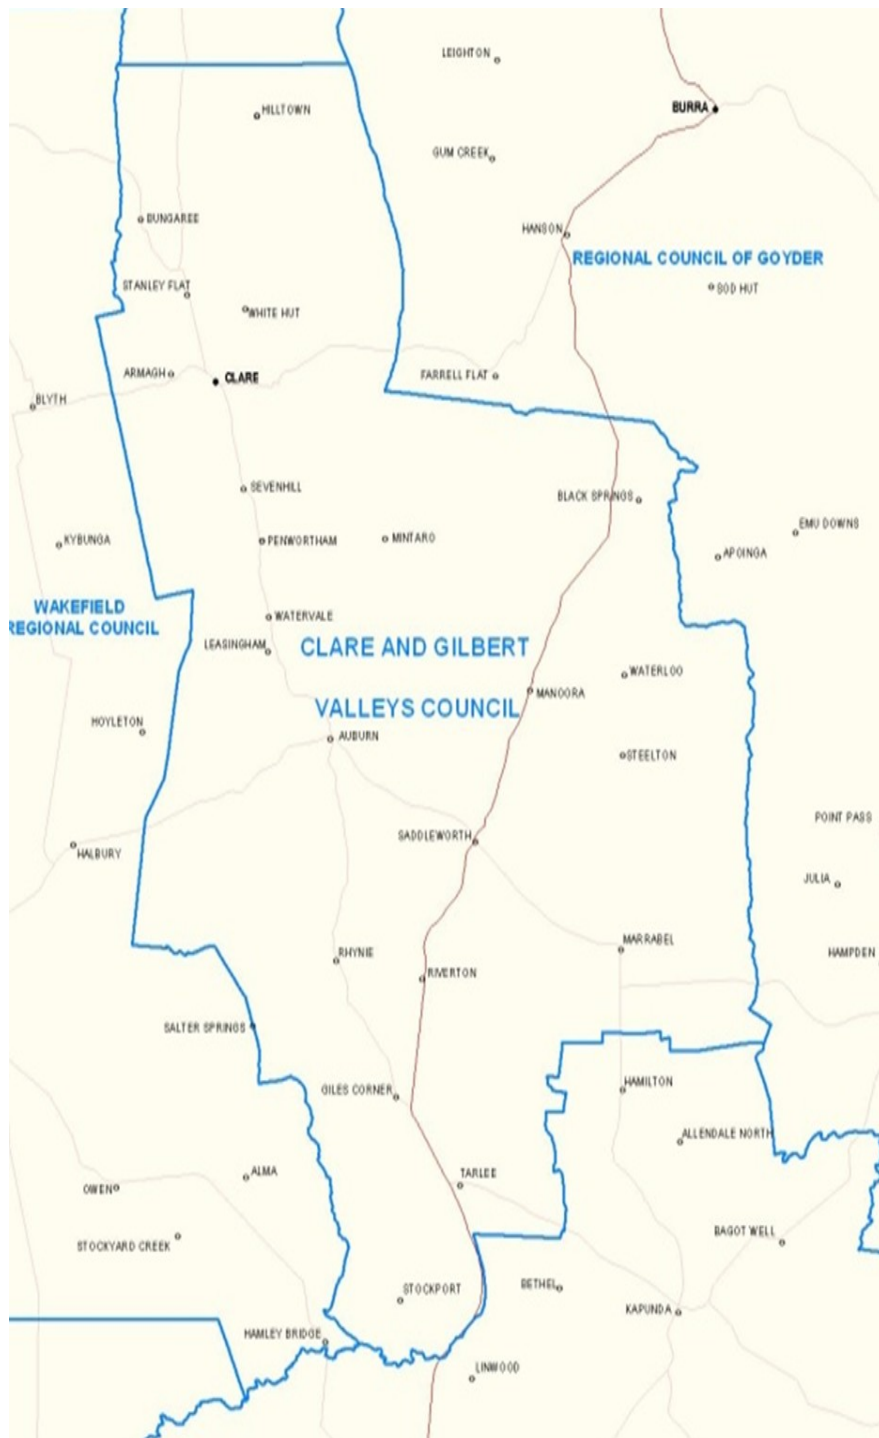 LEIGHTON
BURRA
HILLTOWN
GUM CREEK
BUNGAREE
HANSON
REGIONAL COUNCIL OF GOYDER
STANLEY FLAT
SOD HUT
WHITE HUT
ARMAGH
CLARE
FARRELL FLAT
BLYTH
SEVENHILL
BLACK SPRINGS
EMU DOWNS
KYBUNGA
PENWORTHAM
MINTARO
APOINGA
WAKEFIELD
REGIONAL COUNCIL
WATERVALE
LEASINGHAM
CLARE AND GILBERT
VALLEYS COUNCIL
WATERLOO
MANOORA
HOYLETON
AUBURN
STEELTON
POINT PASS
SADDLEWORTH
HALBURY
JULIA
MARRABEL
RHYNIE
HAMPDEN
RIVERTON
SALTER SPRINGS
GILES CORNER
HAMILTON
ALLENDALE NORTH
ALMA
TARLEE
OWEN
BAGOT WELL
STOCKYARD CREEK
STOCKPORT
BETHEL
KAPUNDA
HAMLEY BRIDGE
LINWOOD